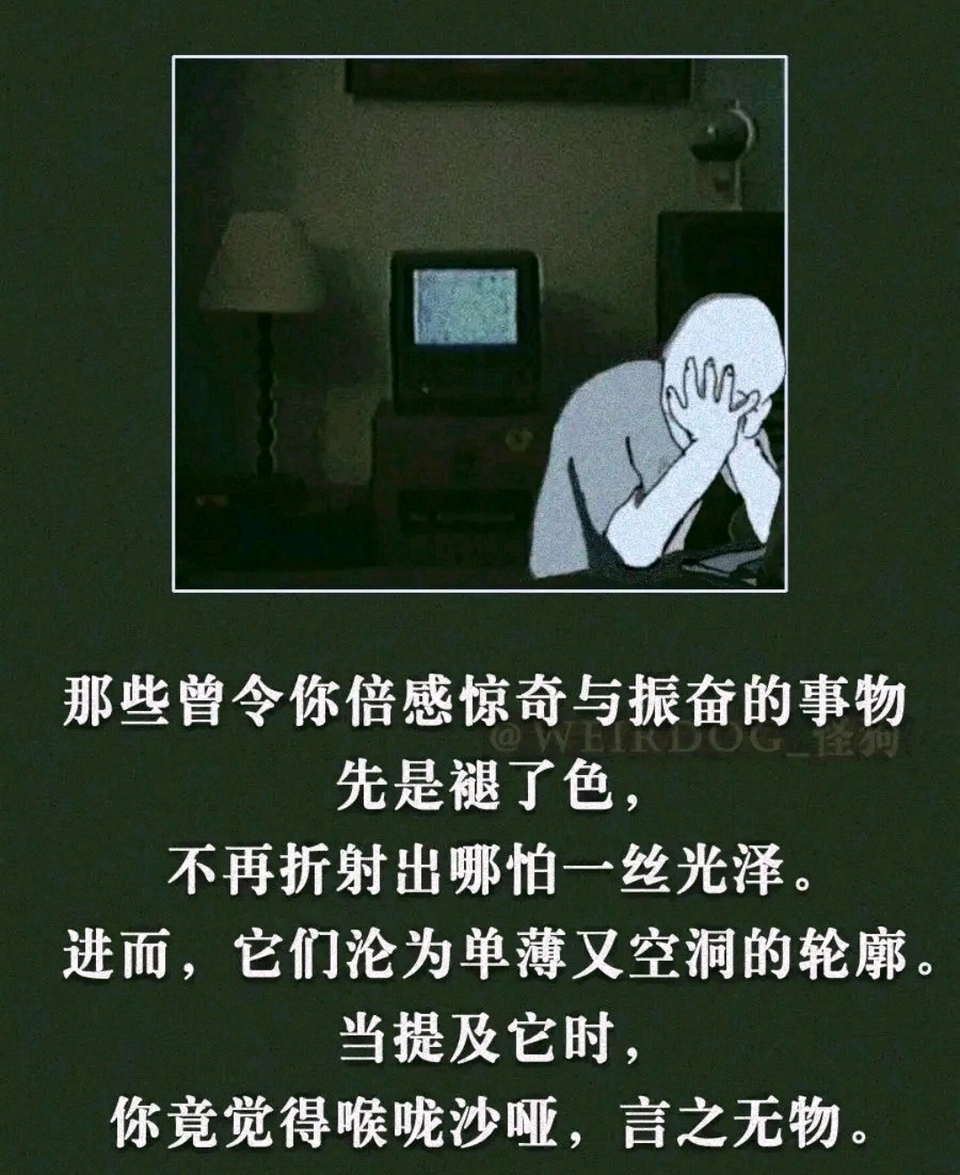 那些曾令你倍感惊奇与振奋的事物
@WEIRDOG_怪狗
先是褪了色，
不再折射出哪怕一丝光泽。
进而，它们沦为单薄又空洞的轮廓。
当提及它时，
你竟觉得喉咙沙哑，言之无物。